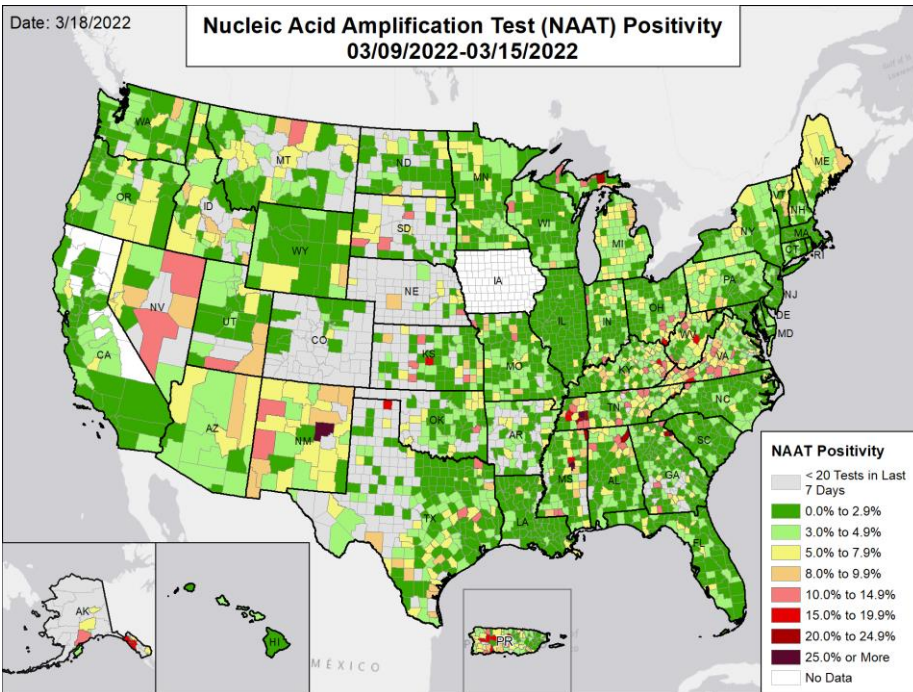 Date: 3/18/2022
Nucleic Acid Amplification Test (NAAT) Positivity
03/09/2022-03/15/2022
WA
MT
ND
MN
ME
OR
ID
SD
WI
MI
VT
NH
NY
MA
CT
RI
WY
IA
NE
PA
NJ
NV
UT
CO
IL
IN
OH
DE
MD
WV
VA
CA
KS
MO
KY
AZ
NM
OK
AR
TN
NC
SC
MS
AL
GA
TX
LA
FL
AK
HI
MÉXICO
PR
NAAT Positivity
< 20 Tests in Last
7 Days
0.0% to 2.9%
3.0% to 4.9%
5.0% to 7.9%
8.0% to 9.9%
10.0% to 14.9%
15.0% to 19.9%
20.0% to 24.9%
25.0% or More
No Data